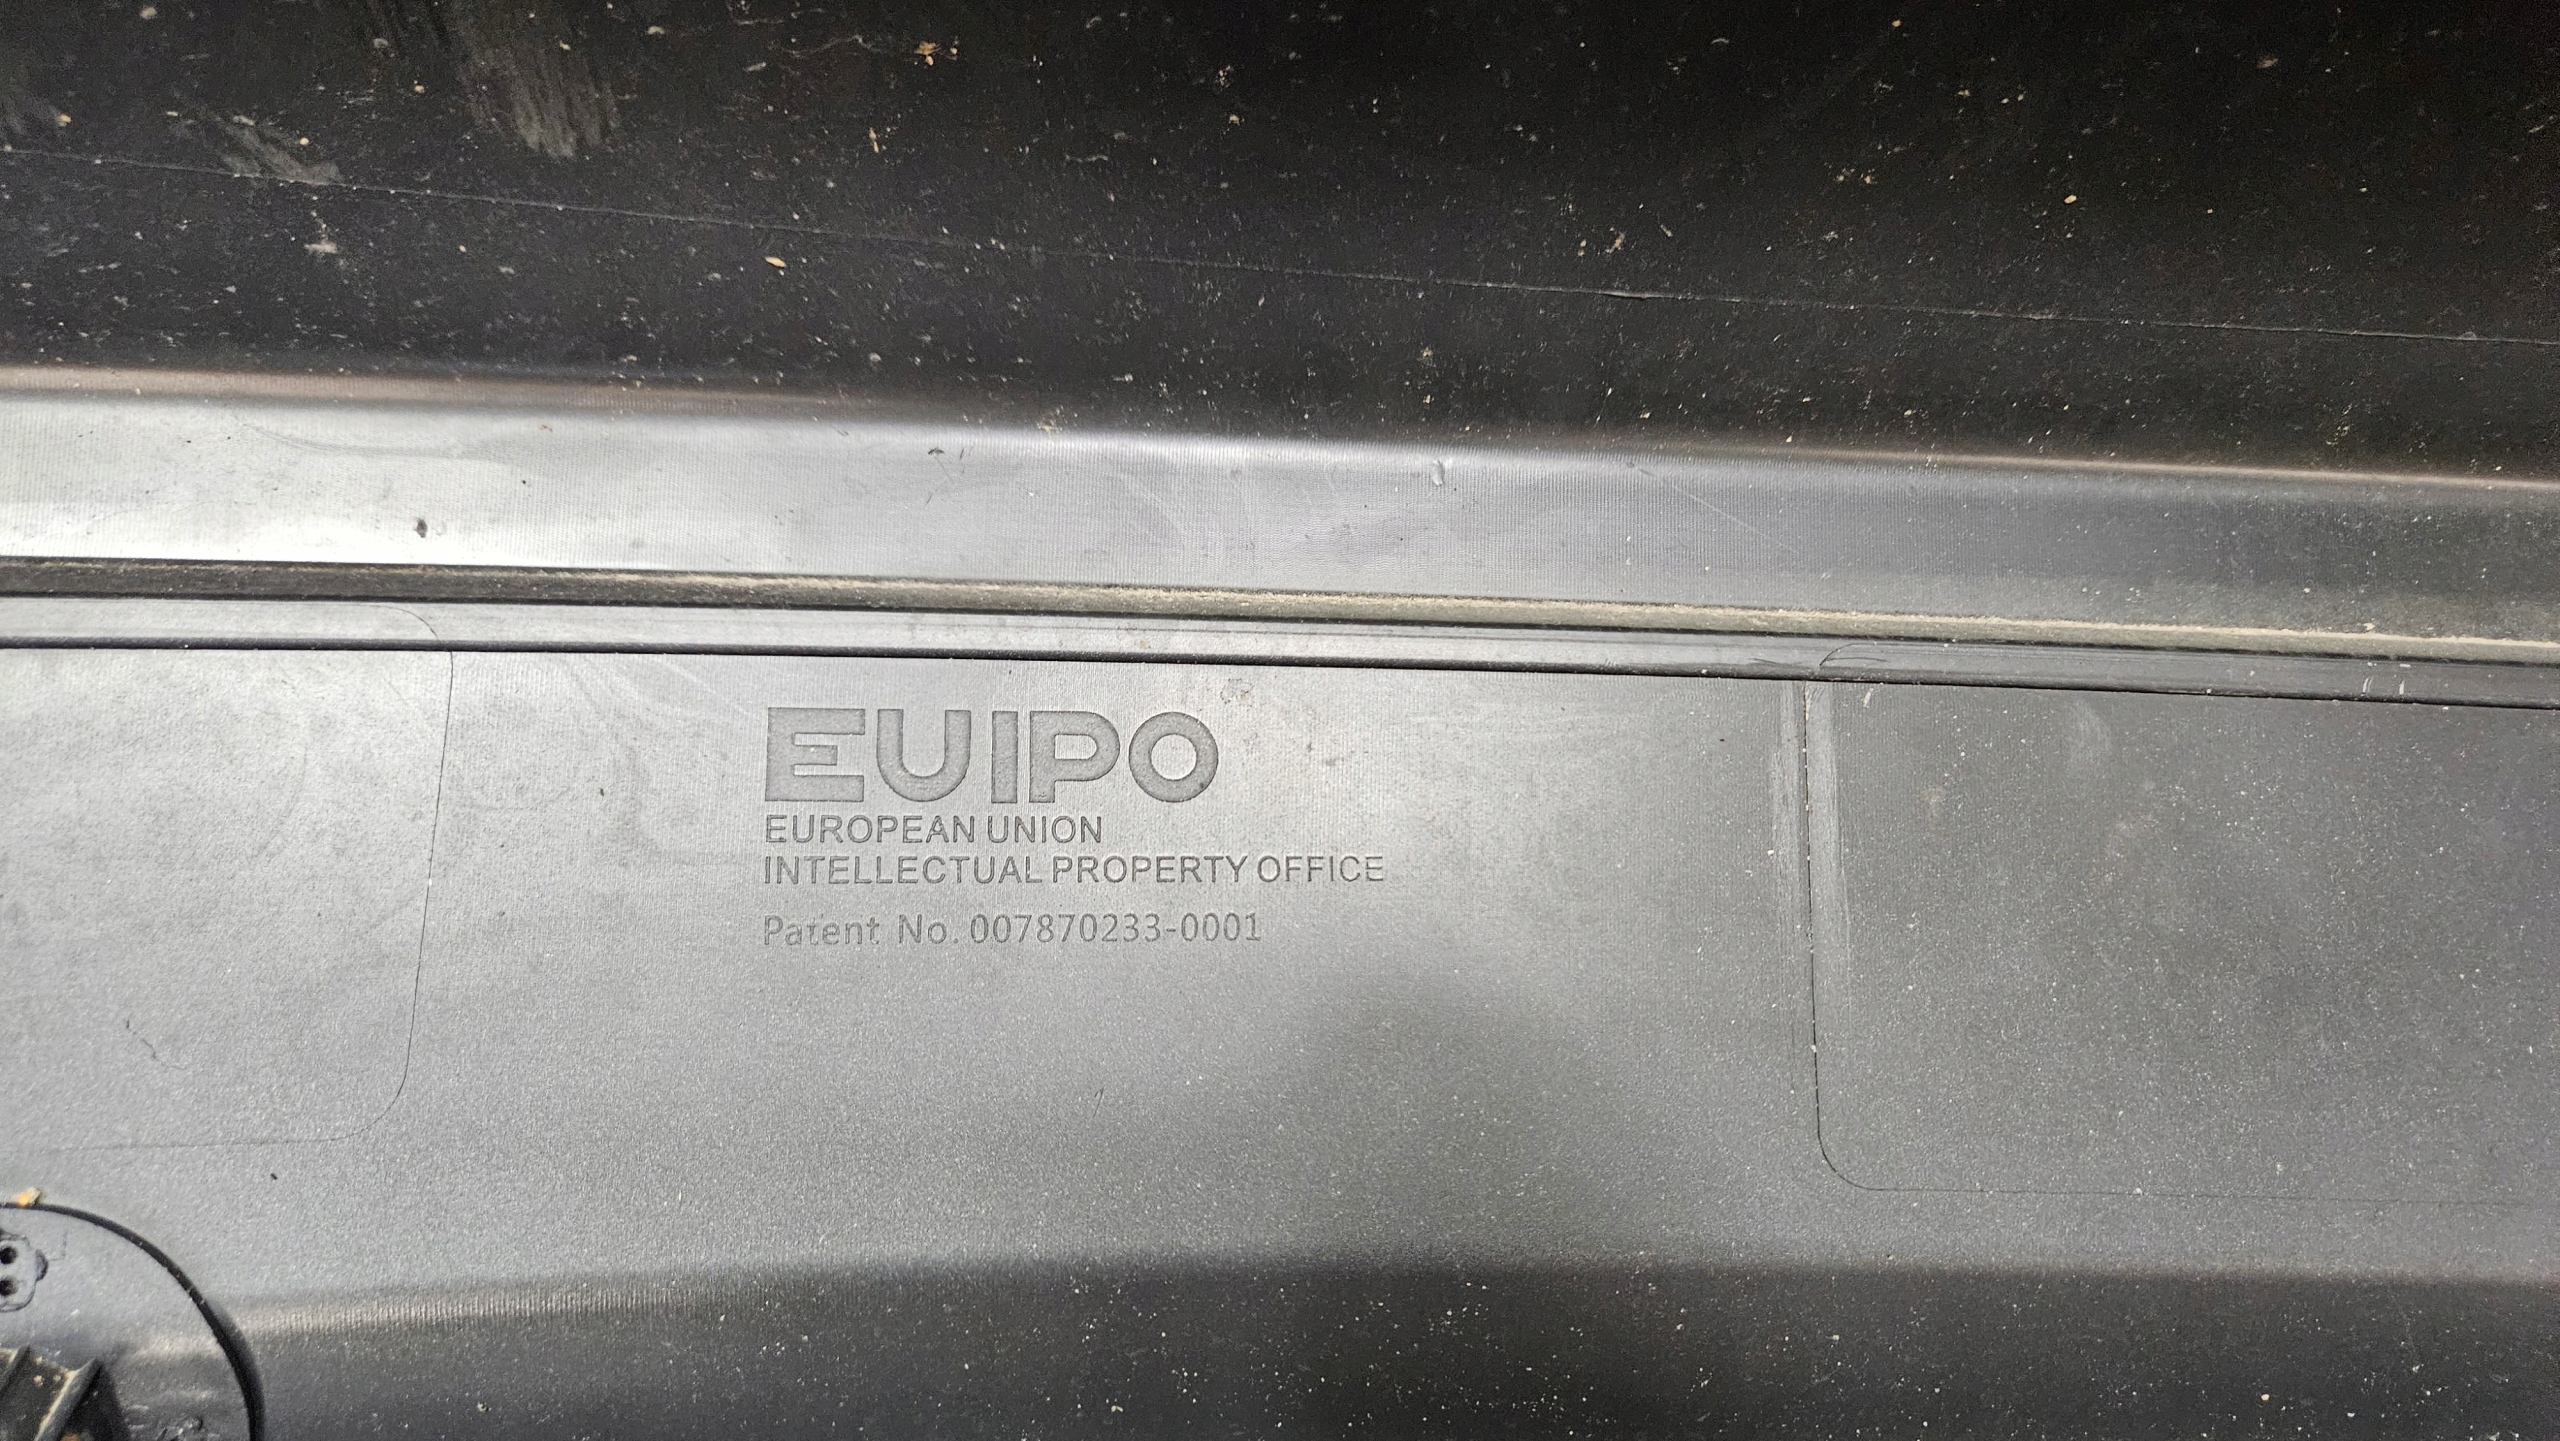 EUIPO
EUROPEAN UNION
INTELLECTUAL PROPERTY OFFICE
Patent No. 007870233-0001